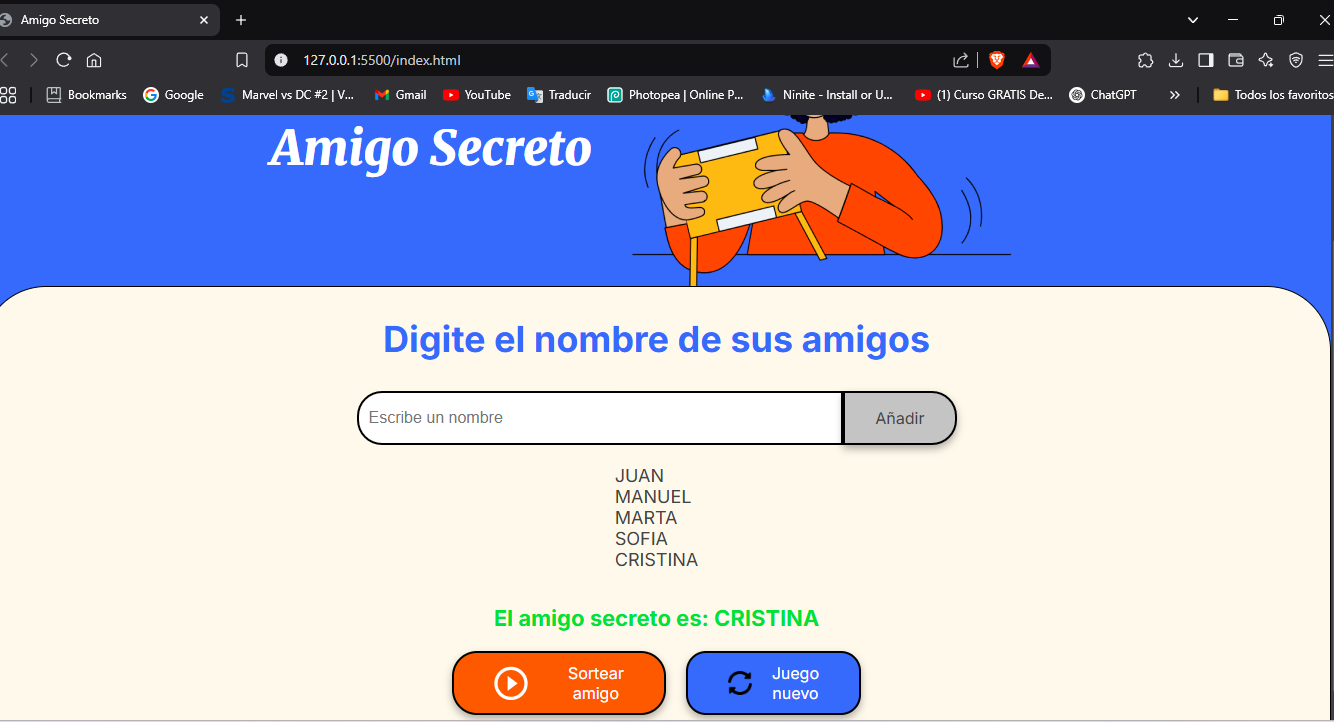 Amigo Secreto
127.0.0.1:5500/index.html
Bookmarks Google Marvel vs DC #2 | V... Gmail YouTube Traducir Photopea | Online P... Ninite - Install or U... (1) Curso GRATIS De... ChatGPT » Todos los favoritos
Amigo Secreto
Digite el nombre de sus amigos
Escribe un nombre
Añadir
JUAN
MANUEL
MARTA
SOFIA
CRISTINA
El amigo secreto es: CRISTINA
Sortear
amigo
Juego
nuevo